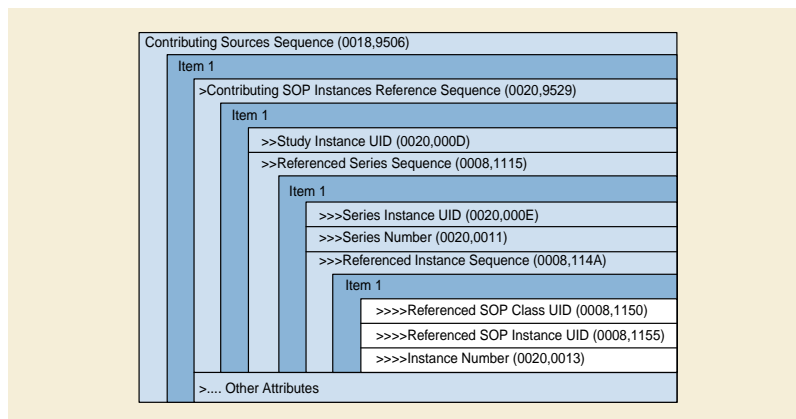 Contributing Sources Sequence (0018,9506)
Item 1
>Contributing SOP Instances Reference Sequence (0020,9529)
Item 1
>>Study Instance UID (0020,000D)
>>Referenced Series Sequence (0008,1115)
Item 1
>>>Series Instance UID (0020,000E)
>>>Series Number (0020,0011)
>>>Referenced Instance Sequence (0008,114A)
Item 1
>>>>Referenced SOP Class UID (0008,1150)
>>>>Referenced SOP Instance UID (0008,1155)
>>>>Instance Number (0020,0013)
>.... Other Attributes